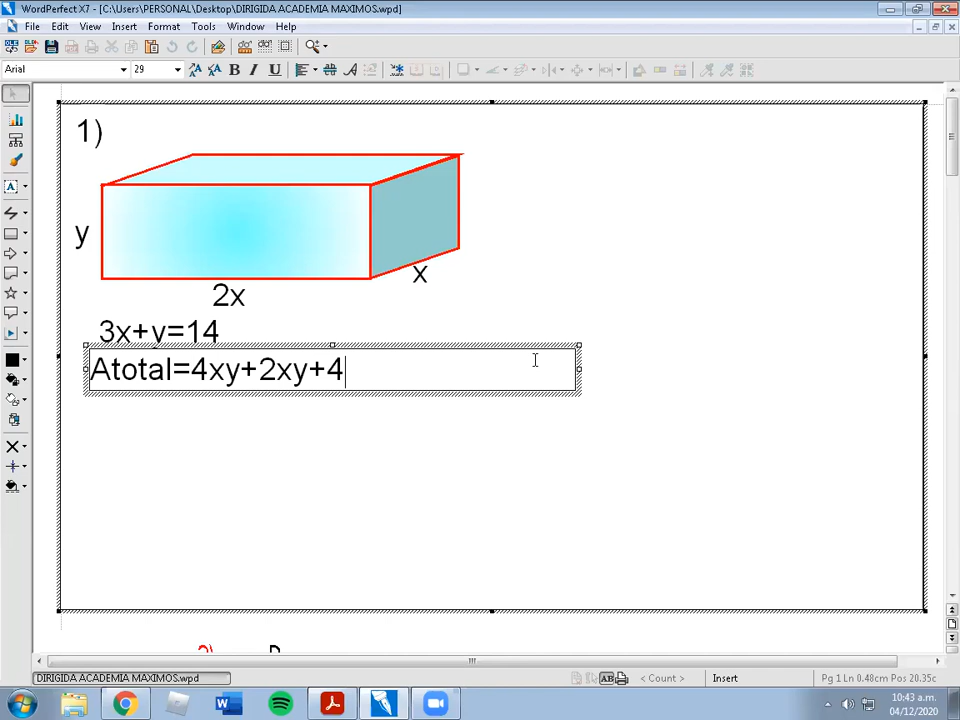 WordPerfect X7 - [C:\Users\PERSONAL\Desktop\DIRIGIDA ACADEMIA MAXIMOS.wpd]
File Edit View Insert Format Tools Window Help
Arial 29
1)
y
x
2x
3x+y=14
Atotal=4xy+2xy+4
DIRIGIDA ACADEMIA MAXIMOS.wpd
AB
< Count >
Insert
Pg 1 Ln 0.48cm Pos 20.35c
10:43 a.m.
04/12/2020